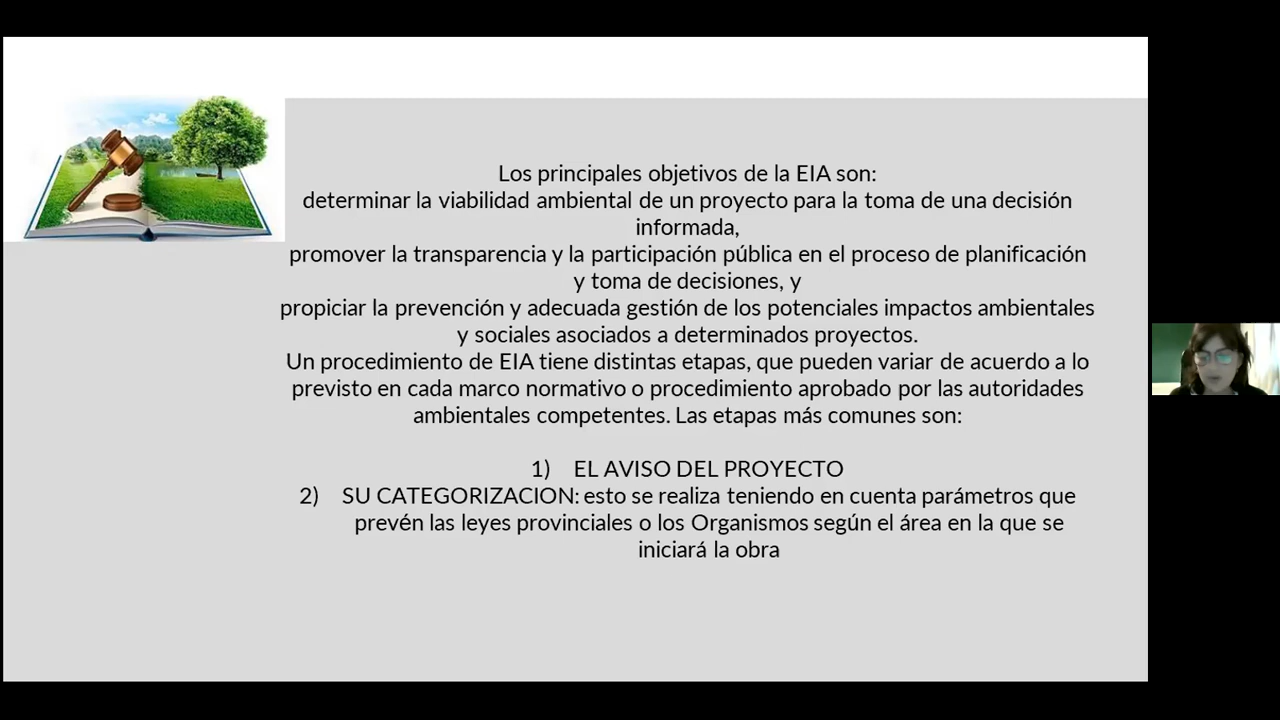 Los principales objetivos de la EIA son:
determinar la viabilidad ambiental de un proyecto para la toma de una decisión
informada,
promover la transparencia y la participación pública en el proceso de planificación
y toma de decisiones, y
propiciar la prevención y adecuada gestión de los potenciales impactos ambientales
y sociales asociados a determinados proyectos.
Un procedimiento de EIA tiene distintas etapas, que pueden variar de acuerdo a lo
previsto en cada marco normativo o procedimiento aprobado por las autoridades
ambientales competentes. Las etapas más comunes son:
1) EL AVISO DEL PROYECTO
2) SU CATEGORIZACION: esto se realiza teniendo en cuenta parámetros que
prevén las leyes provinciales o los Organismos según el área en la que se
iniciará la obra